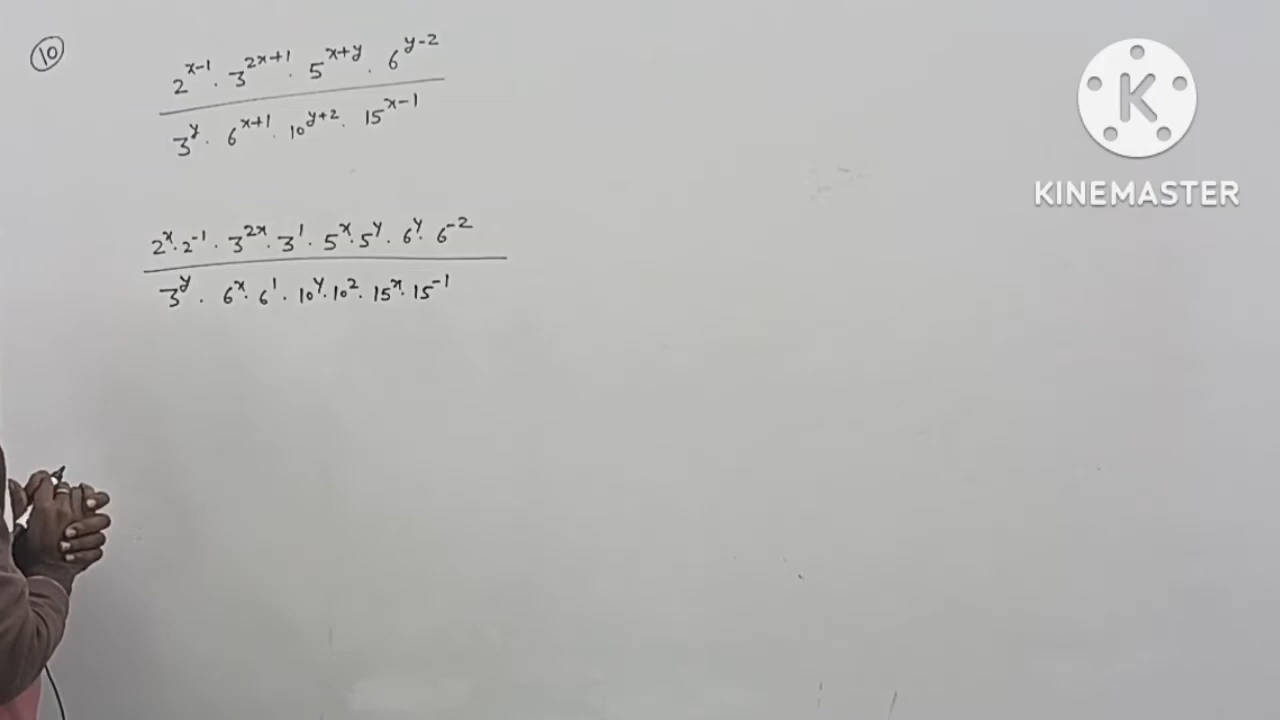 10
2^{x-1} . 3^{2x+1} . 5^{x+y} . 6^{y-2}
3^{y} . 6^{x+1} . 10^{y+2} . 15^{x-1}
2^{x} . 2^{-1} . 3^{2x} . 3^{1} . 5^{x} . 5^{y} . 6^{y} . 6^{-2}
3^{y} . 6^{x} . 6^{1} . 10^{y} . 10^{2} . 15^{x} . 15^{-1}
K
KINEMASTER